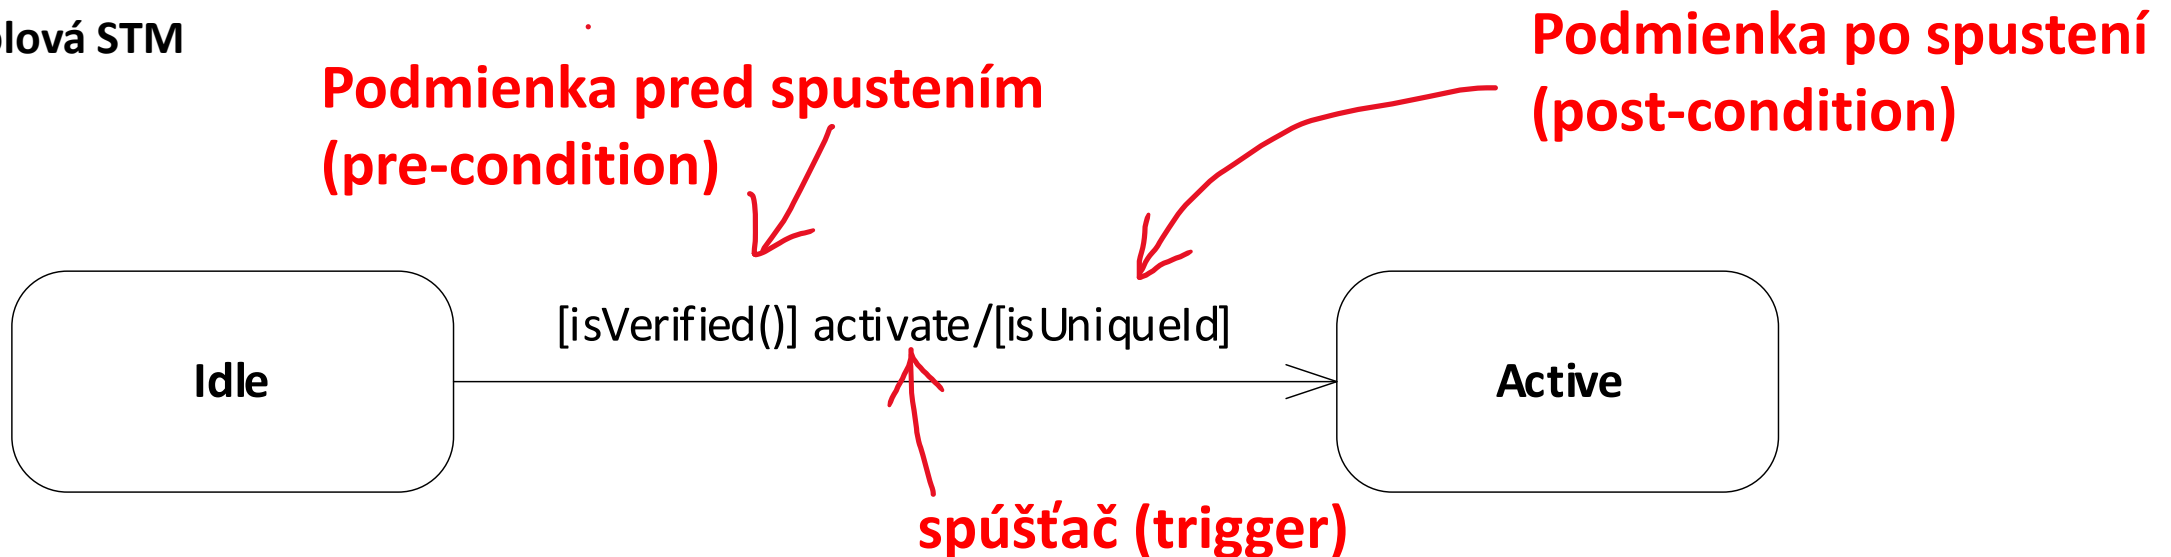 lová STM
Podmienka pred spustením
(pre-condition)
Podmienka po spustení
(post-condition)
[isVerified()] activate/[isUniqueId]
Idle
Active
spúšťač (trigger)